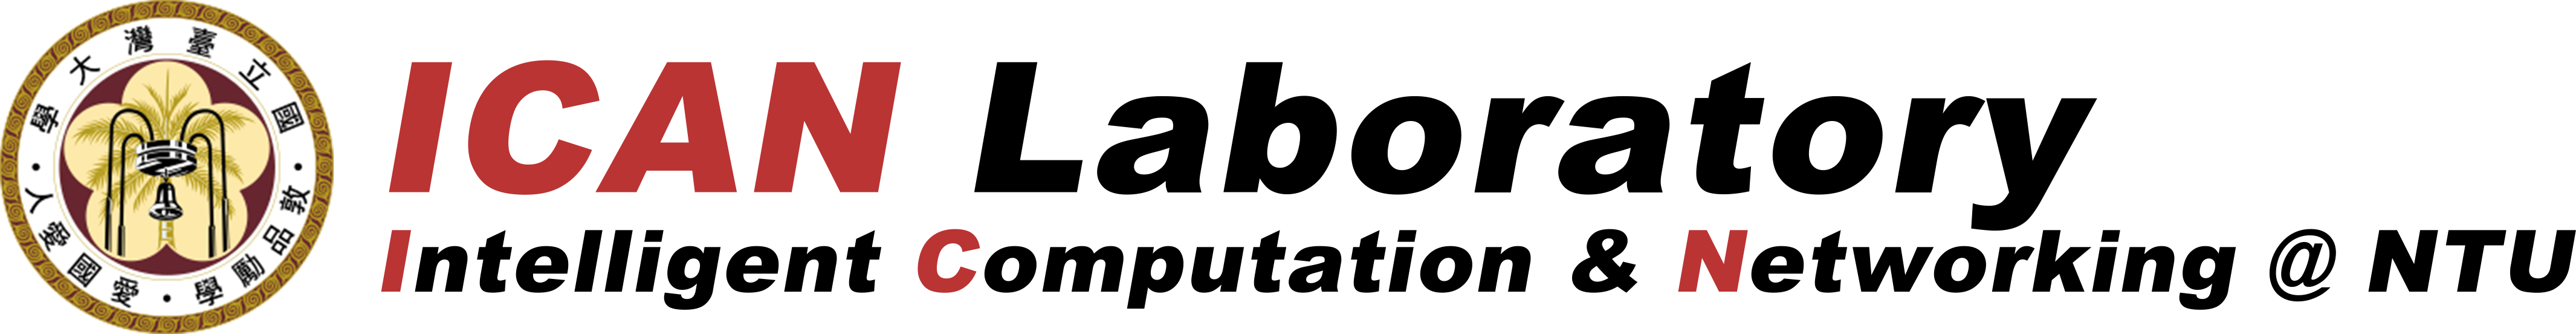 國立臺灣大學
敦品·勵學·愛國·愛人
ICAN Laboratory
Intelligent Computation & Networking @ NTU